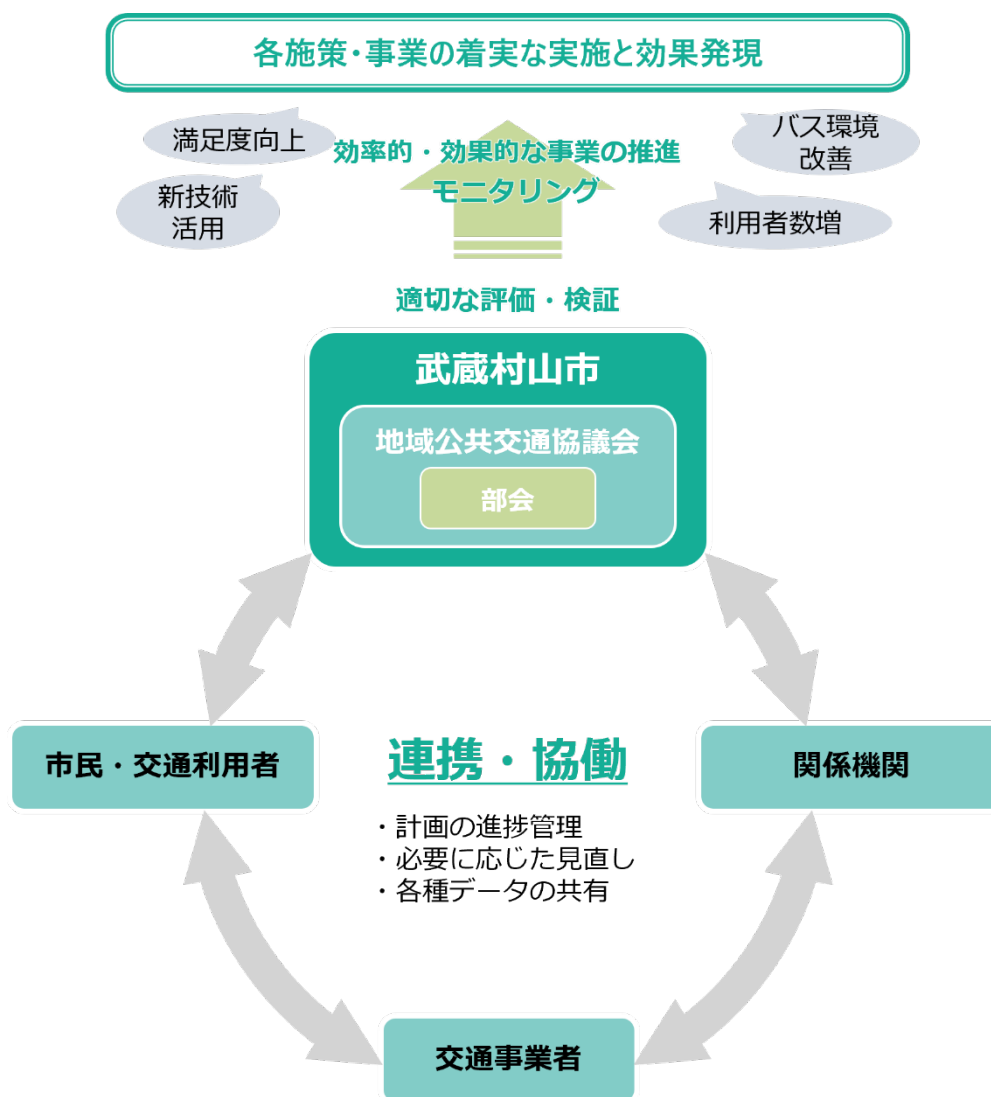 各施策・事業の着実な実施と効果発現
満足度向上
バス環境
改善
効率的・効果的な事業の推進
モニタリング
新技術
活用
利用者数増
適切な評価・検証
武蔵村山市
地域公共交通協議会
部会
市民・交通利用者
連携・協働
関係機関
・計画の進捗管理
・必要に応じた見直し
・各種データの共有
交通事業者